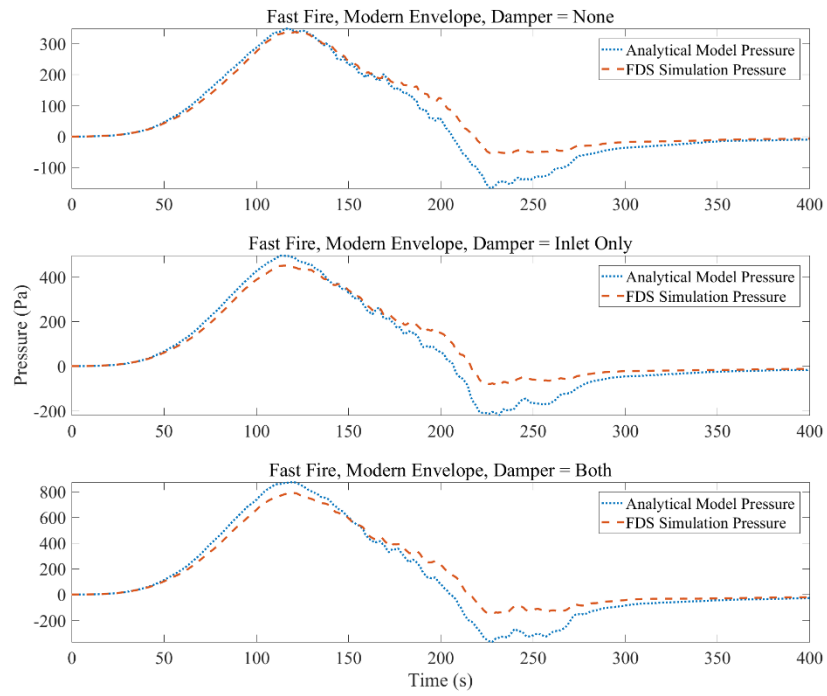 Fast Fire, Modern Envelope, Damper = None
300
200
100
0
-100
Analytical Model Pressure
FDS Simulation Pressure
0 50 100 150 200 250 300 350 400
Fast Fire, Modern Envelope, Damper = Inlet Only
Pressure (Pa)
400
200
0
-200
Analytical Model Pressure
FDS Simulation Pressure
0 50 100 150 200 250 300 350 400
Fast Fire, Modern Envelope, Damper = Both
800
600
400
200
0
-200
Analytical Model Pressure
FDS Simulation Pressure
0 50 100 150 200 250 300 350 400
Time (s)